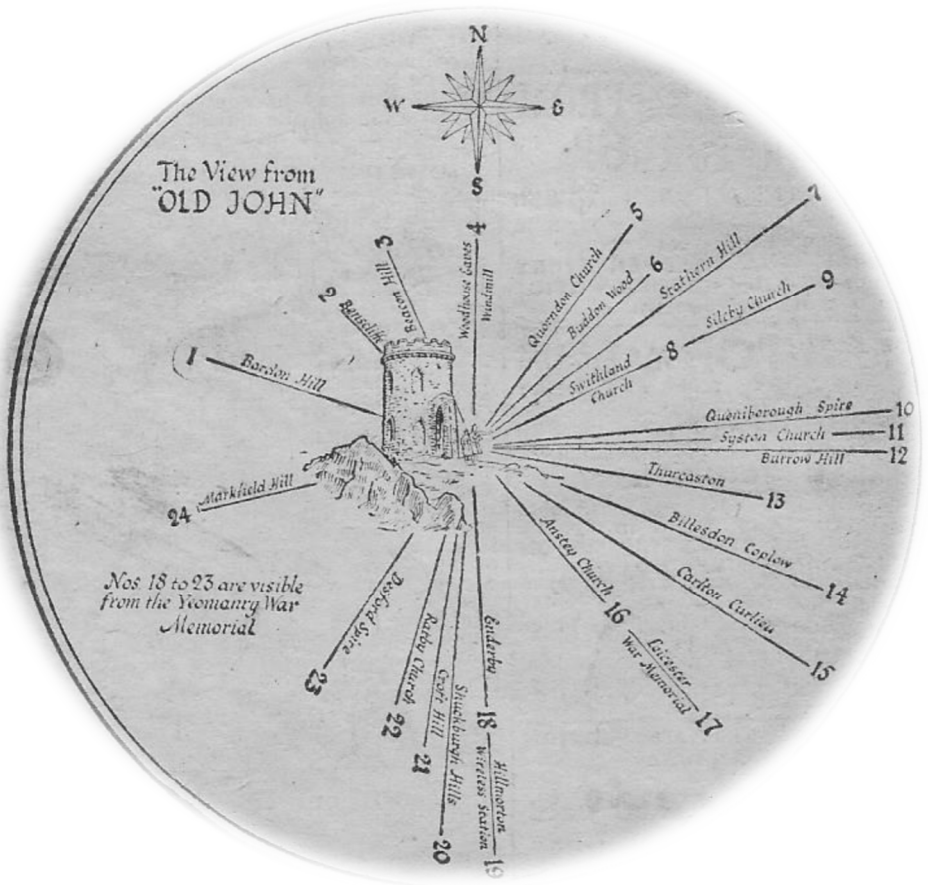 N
W
E
S
The View from
"OLD JOHN"
1
Bardon Hill
2
Benscliffe
3
Beacon Hill
4
Woodhouse Eaves
Windmill
5
Quorndon Church
6
Buddon Wood
7
Stathern Hill
8
Swithland
Church
9
Sileby Church
10
Queniborough Spire
11
Syston Church
12
Burrow Hill
13
Thurcaston
14
Billesdon Coplow
15
Carlton Curlieu
16
Anstey Church
17
Leicester
War Memorial
18
Enderby
19
Hillmorton
Wireless Station
20
Shuckburgh Hills
21
Croft Hill
22
Ratby Church
23
Desford Spire
24
Markfield Hill
Nos. 18 to 23 are visible
from the Yeomanry War
Memorial